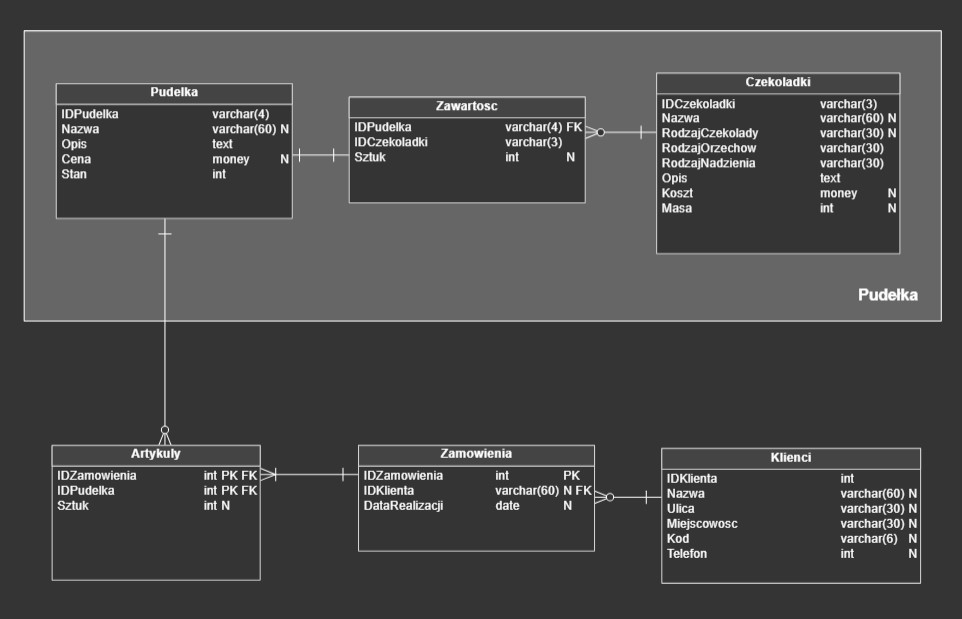 Pudelka
IDPudelka varchar(4)
Nazwa varchar(60) N
Opis text
Cena money N
Stan int
Zawartosc
IDPudelka varchar(4) FK
IDCzekoladki varchar(3)
Sztuk int N
Czekoladki
IDCzekoladki varchar(3)
Nazwa varchar(60) N
RodzajCzekolady varchar(30) N
RodzajOrzechow varchar(30)
RodzajNadzienia varchar(30)
Opis text
Koszt money N
Masa int N
Pudełka
Artykuly
IDZamowienia int PK FK
IDPudelka int PK FK
Sztuk int N
Zamowienia
IDZamowienia int PK
IDKlienta varchar(60) N FK
DataRealizacji date N
Klienci
IDKlienta int
Nazwa varchar(60) N
Ulica varchar(30) N
Miejscowosc varchar(30) N
Kod varchar(6) N
Telefon int N